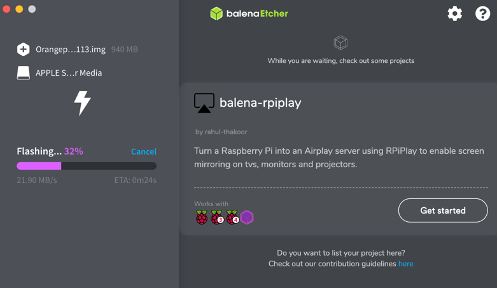 balenaEtcher
Orangep...113.img 940 MB
APPLE S...r Media
Flashing... 32% Cancel
21.90 MB/s ETA: 0m24s
While you are waiting, check out some projects
balena-rpiplay
by rahul-thakoor
Turn a Raspberry Pi into an Airplay server using RPiPlay to enable screen
mirroring on tvs, monitors and projectors.
Works with
3 4
Get started
Do you want to list your project here?
Check our contribution guidelines here